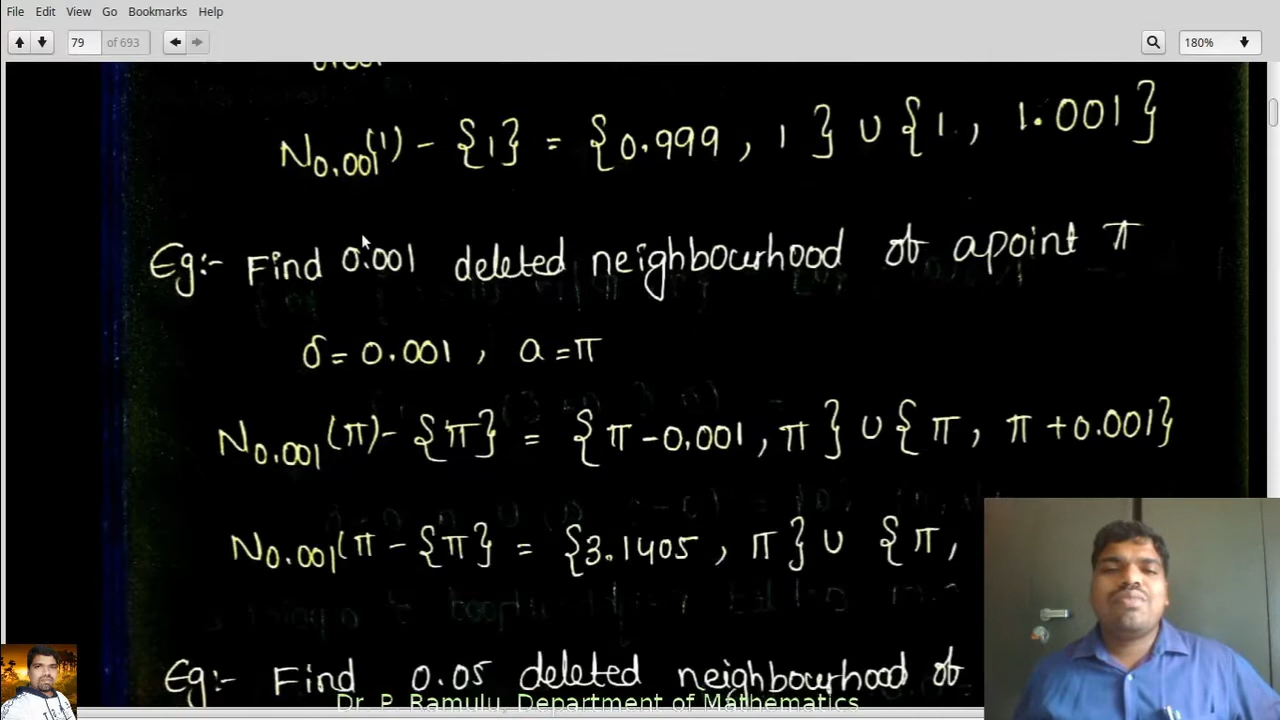 File Edit View Go Bookmarks Help
79 of 693 180%
N0.001(1) - {1} = {0.999, 1} ∪ {1, 1.001}
Eg:- Find 0.001 deleted neighbourhood of a point π
δ = 0.001, a = π
N0.001(π) - {π} = {π - 0.001, π} ∪ {π, π + 0.001}
N0.001(π - {π} = {3.1405, π} ∪ {π,
Eg:- Find 0.05 deleted neighbourhood of
Dr. P. Ramulu, Department of Mathematics